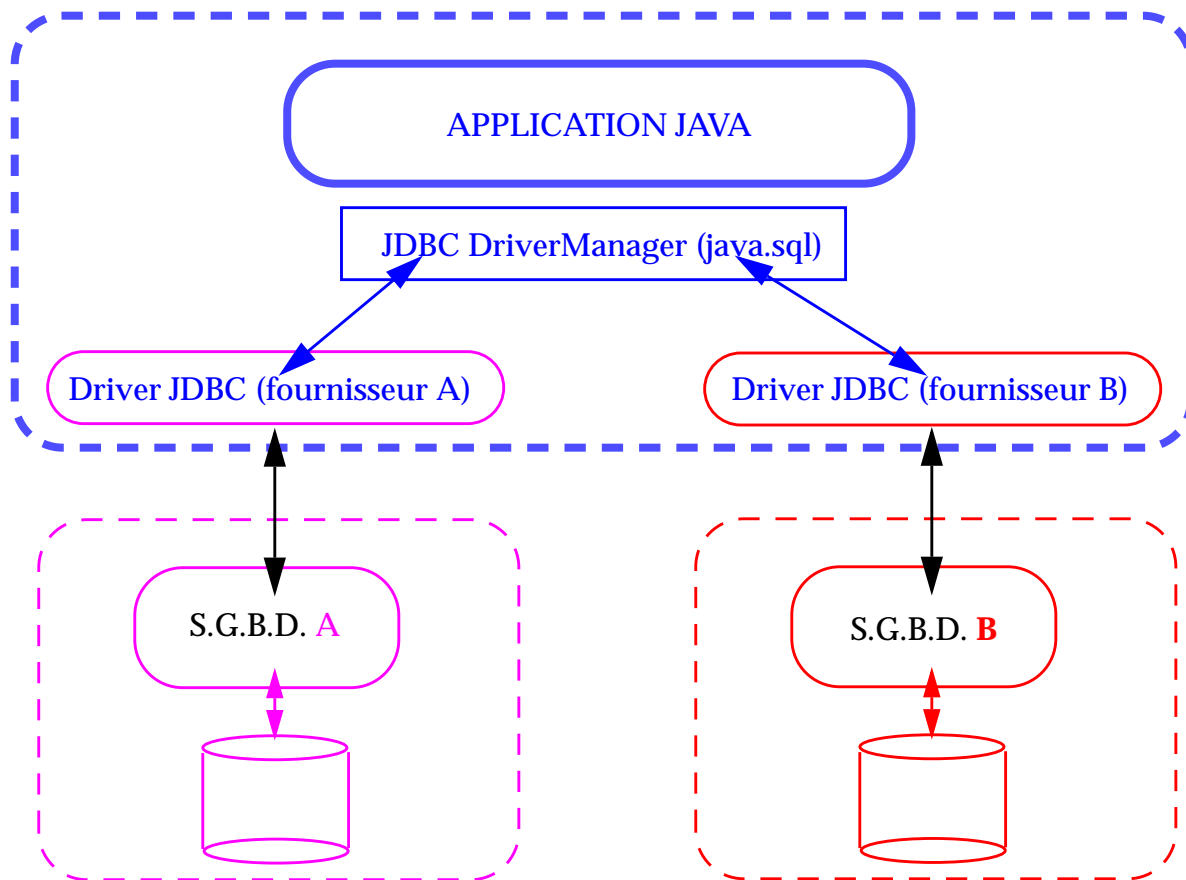 APPLICATION JAVA
JDBC DriverManager (java.sql)
Driver JDBC (fournisseur A)
Driver JDBC (fournisseur B)
S.G.B.D. A
S.G.B.D. B